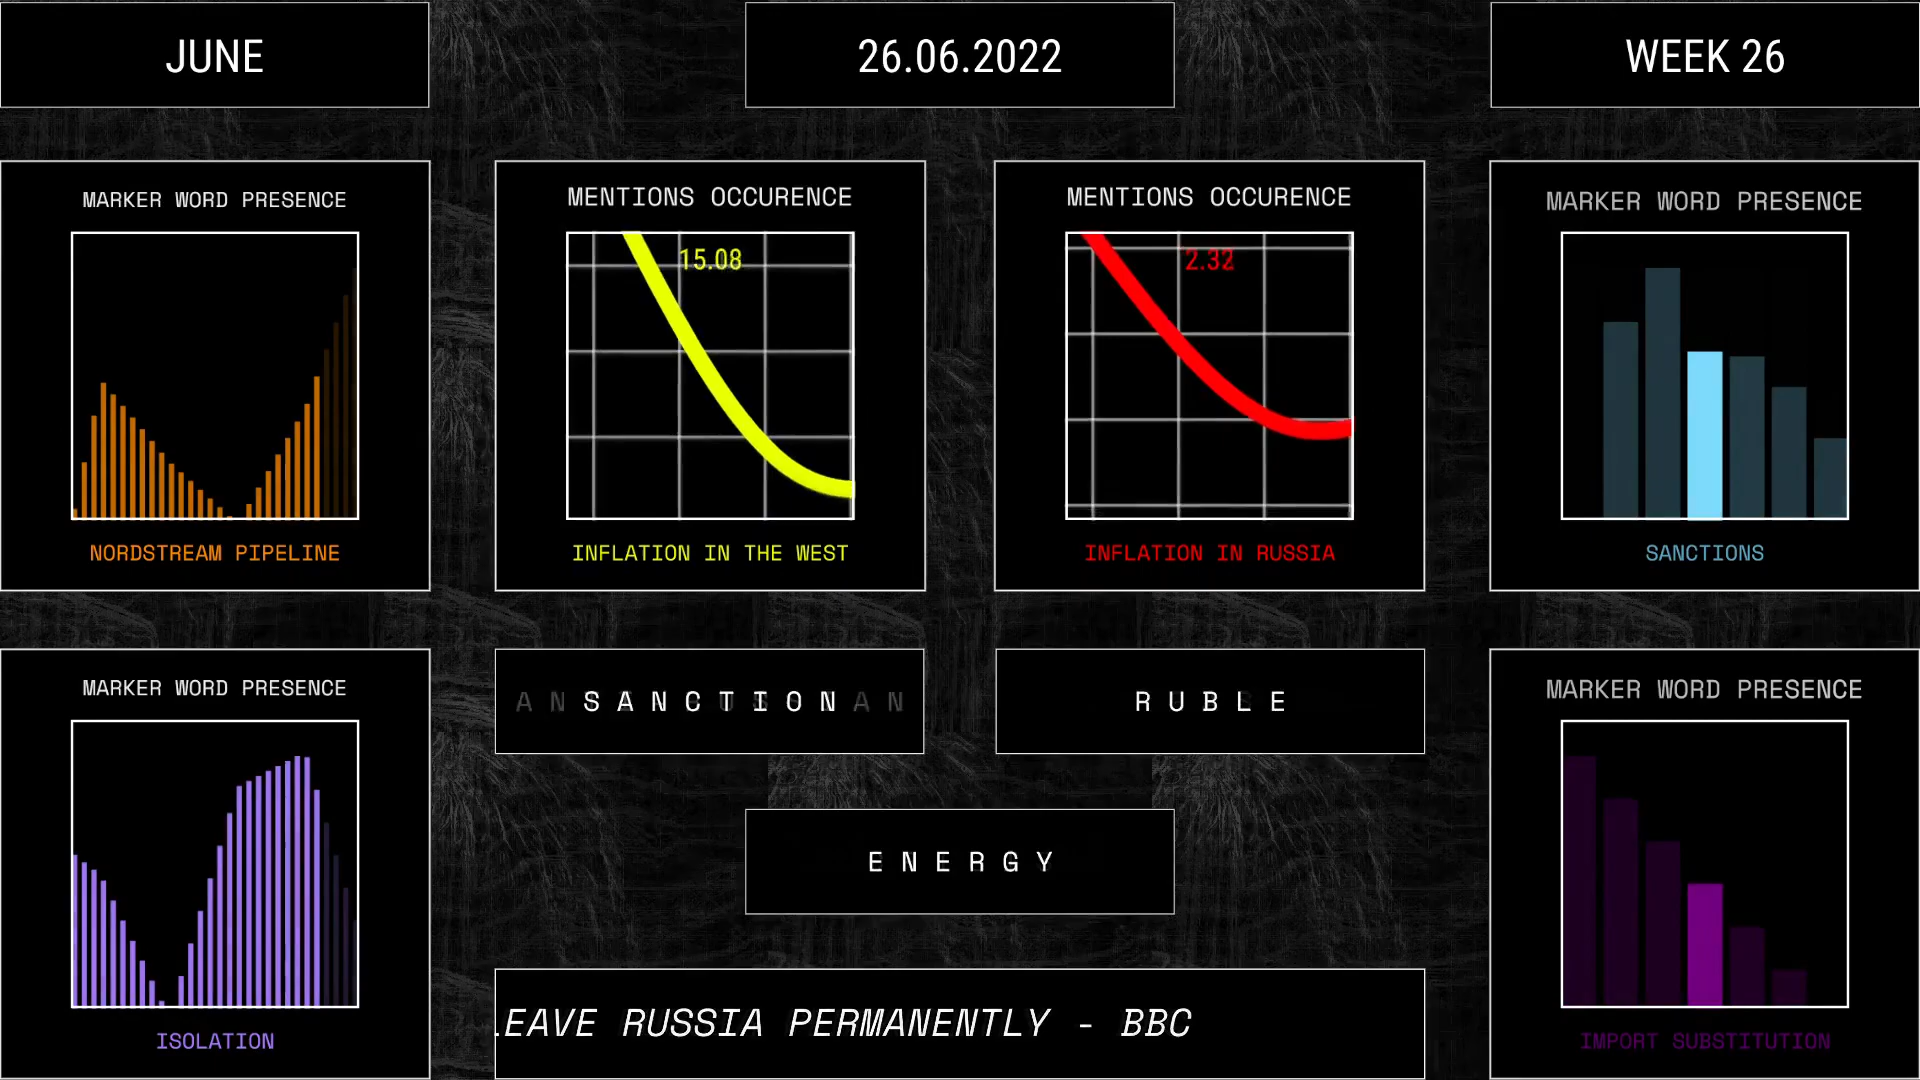 JUNE
26.06.2022
WEEK 26
MARKER WORD PRESENCE
NORDSTREAM PIPELINE
MENTIONS OCCURENCE
15.08
INFLATION IN THE WEST
MENTIONS OCCURENCE
2.32
INFLATION IN RUSSIA
MARKER WORD PRESENCE
SANCTIONS
MARKER WORD PRESENCE
ISOLATION
SANCTION
RUBLE
ENERGY
EAVE RUSSIA PERMANENTLY - BBC
MARKER WORD PRESENCE
IMPORT SUBSTITUTION